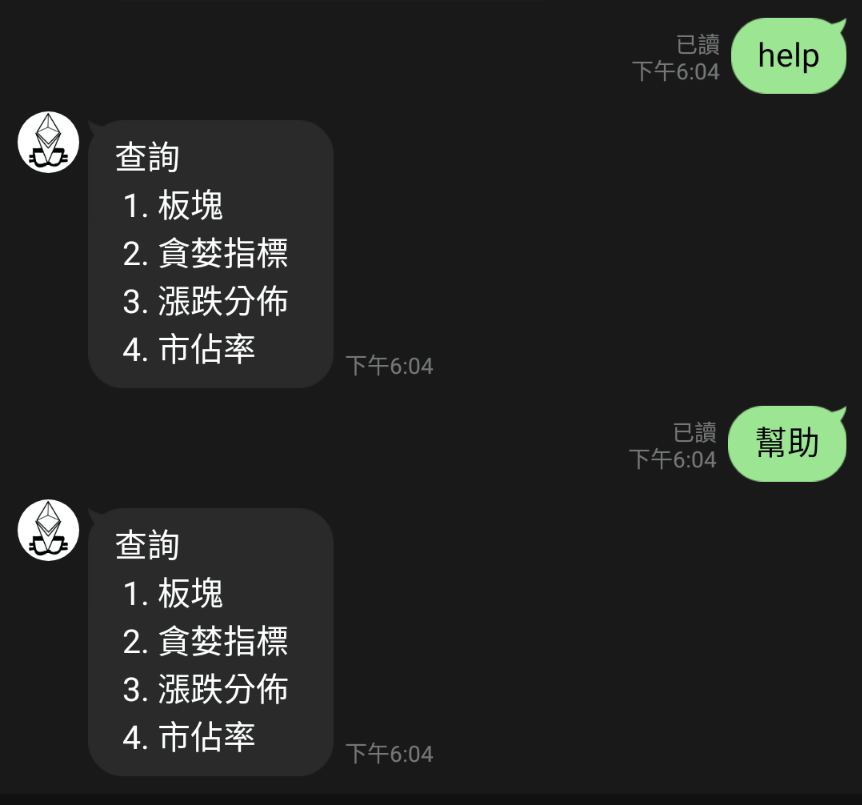 已讀
下午6:04
help
查詢
1. 板塊
2. 貪婪指標
3. 漲跌分佈
4. 市佔率
下午6:04
已讀
下午6:04
幫助
查詢
1. 板塊
2. 貪婪指標
3. 漲跌分佈
4. 市佔率
下午6:04